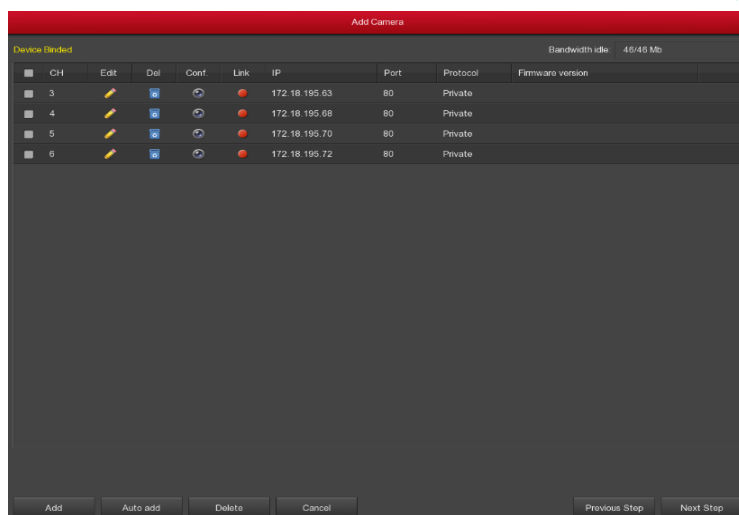 Add Camera
Device Binded Bandwidth idle: 46/46 Mb
CH Edit Del Conf. Link IP Port Protocol Firmware version
3 172.18.195.63 80 Private
4 172.18.195.68 80 Private
5 172.18.195.70 80 Private
6 172.18.195.72 80 Private
Add Auto add Delete Cancel Previous Step Next Step